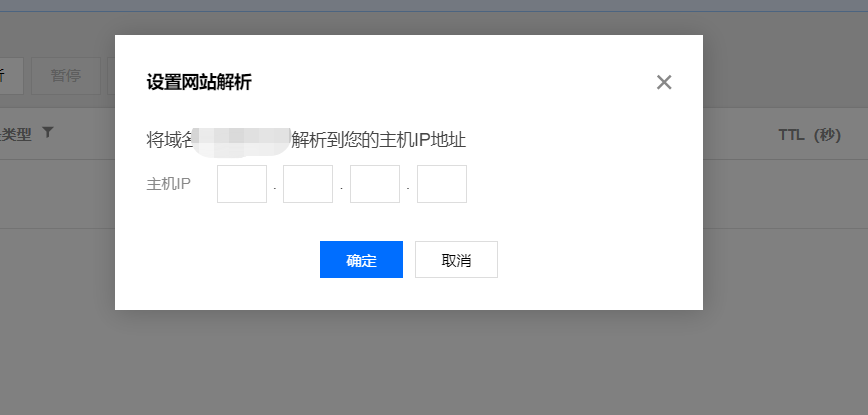 析
暂停
设置网站解析
类型
TTL（秒）
将域名
解析到您的主机IP地址
主机IP . . .
确定
取消